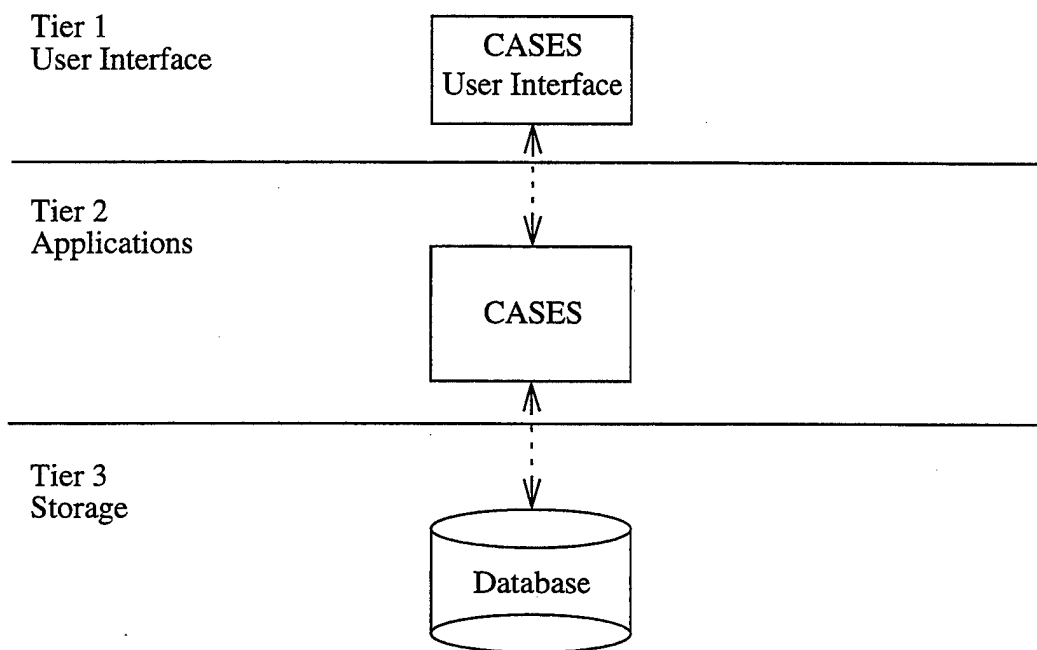 Tier 1
User Interface
CASES
User Interface
Tier 2
Applications
CASES
Tier 3
Storage
Database